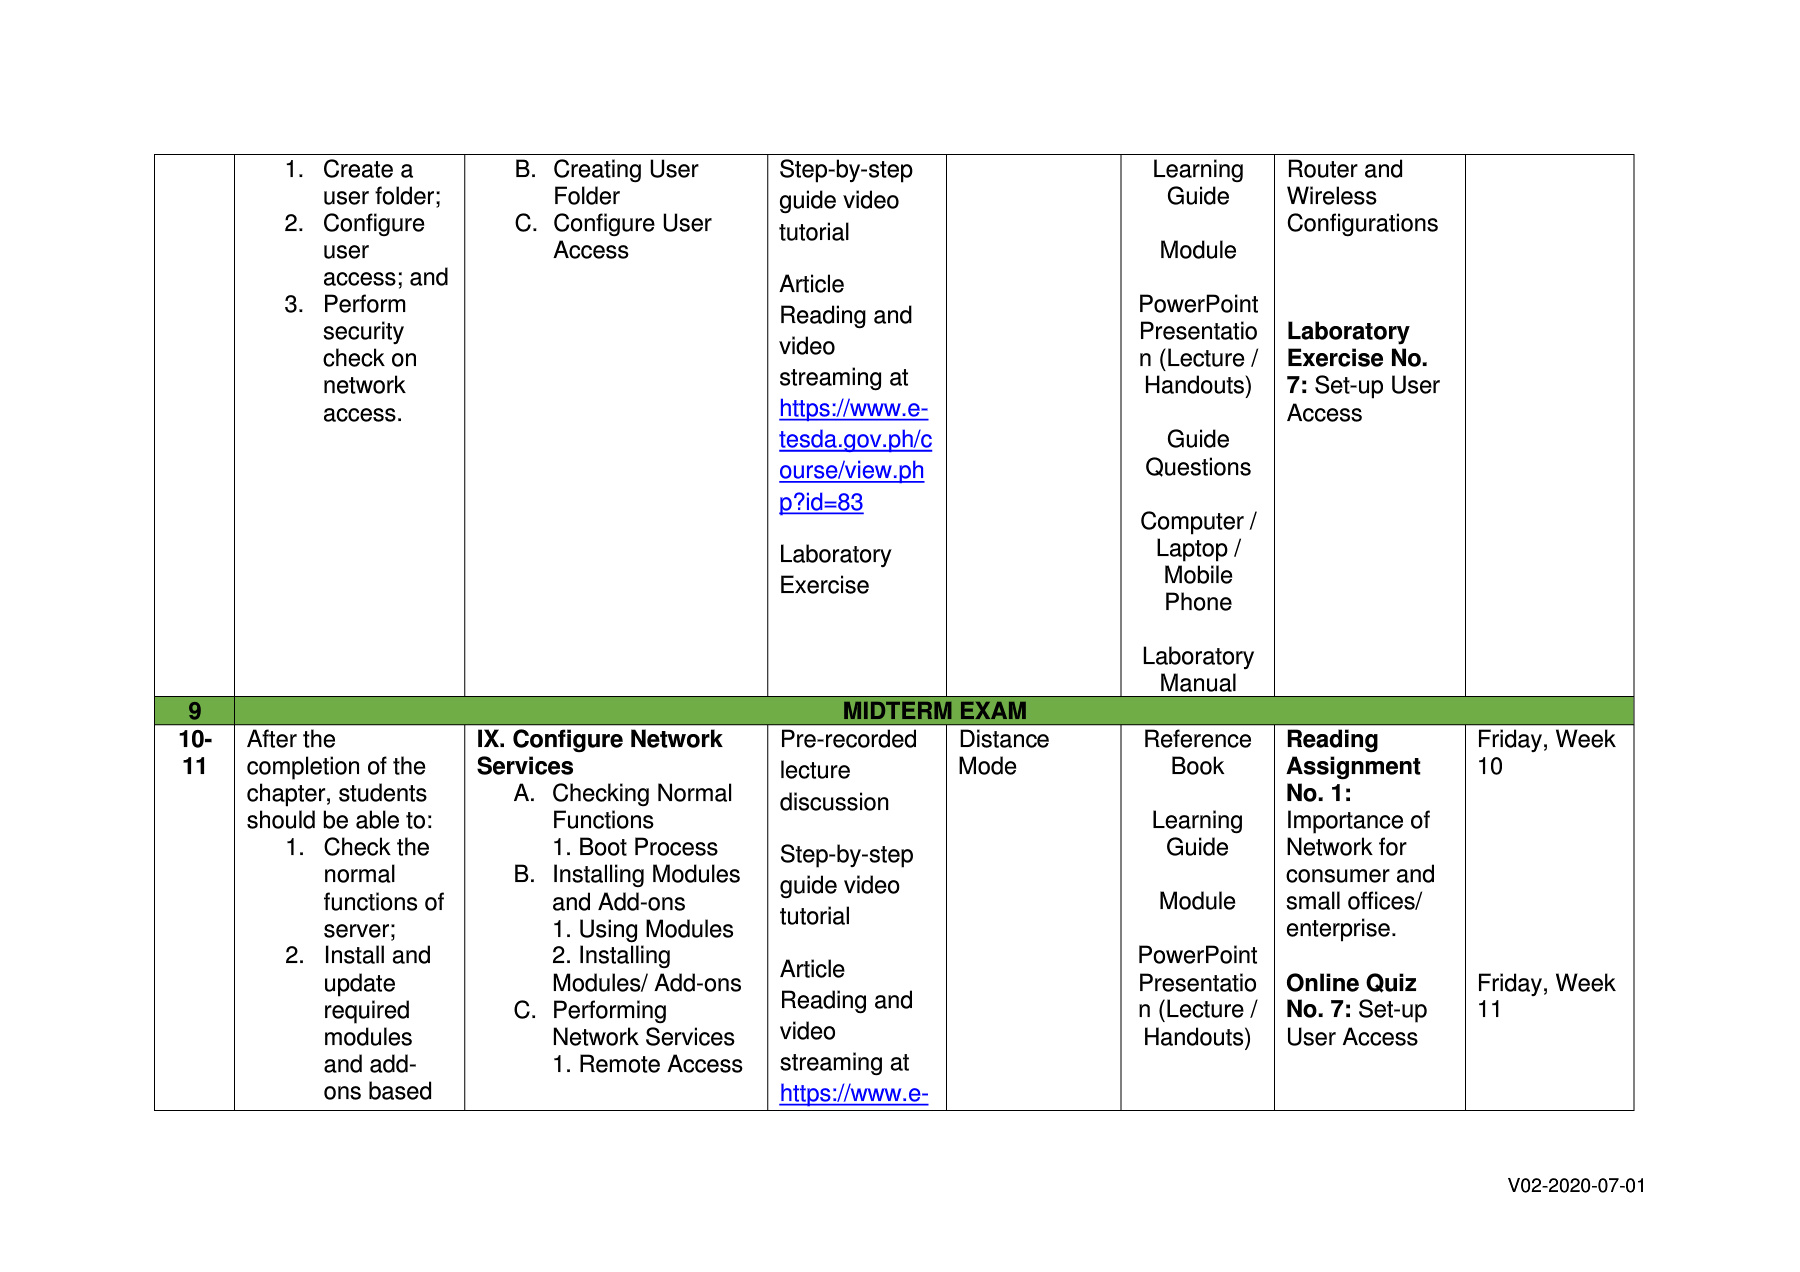 1. Create a
user folder;
2. Configure
user
access; and
3. Perform
security
check on
network
access.
B. Creating User
Folder
C. Configure User
Access
Step-by-step
guide video
tutorial
Article
Reading and
video
streaming at
https://www.e-
tesda.gov.ph/c
ourse/view.ph
p?id=83
Laboratory
Exercise
Learning
Guide
Module
PowerPoint
Presentatio
n (Lecture /
Handouts)
Guide
Questions
Computer /
Laptop /
Mobile
Phone
Laboratory
Manual
Router and
Wireless
Configurations
Laboratory
Exercise No.
7: Set-up User
Access
9 MIDTERM EXAM
10-
11
After the
completion of the
chapter, students
should be able to:
1. Check the
normal
functions of
server;
2. Install and
update
required
modules
and add-
ons based
IX. Configure Network
Services
A. Checking Normal
Functions
1. Boot Process
B. Installing Modules
and Add-ons
1. Using Modules
2. Installing
Modules/ Add-ons
C. Performing
Network Services
1. Remote Access
Pre-recorded
lecture
discussion
Step-by-step
guide video
tutorial
Article
Reading and
video
streaming at
https://www.e-
Distance
Mode
Reference
Book
Learning
Guide
Module
PowerPoint
Presentatio
n (Lecture /
Handouts)
Reading
Assignment
No. 1:
Importance of
Network for
consumer and
small offices/
enterprise.
Online Quiz
No. 7: Set-up
User Access
Friday, Week
10
Friday, Week
11
V02-2020-07-01